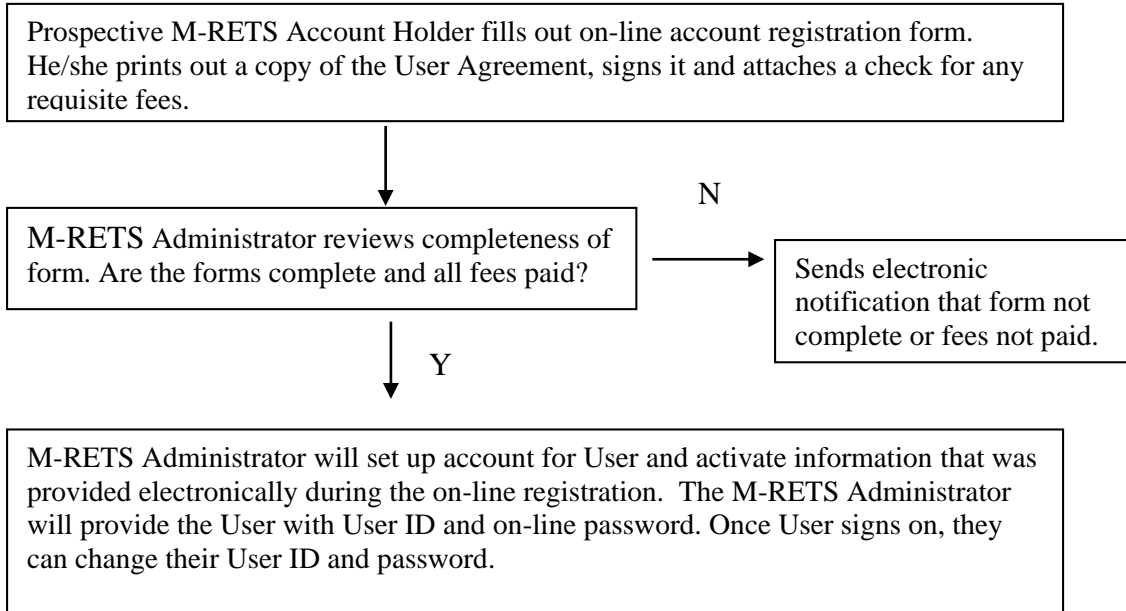 Prospective M-RETS Account Holder fills out on-line account registration form.
He/she prints out a copy of the User Agreement, signs it and attaches a check for any
requisite fees.
N
M-RETS Administrator reviews completeness of
form. Are the forms complete and all fees paid?
Sends electronic
notification that form not
complete or fees not paid.
Y
M-RETS Administrator will set up account for User and activate information that was
provided electronically during the on-line registration.  The M-RETS Administrator
will provide the User with User ID and on-line password. Once User signs on, they
can change their User ID and password.